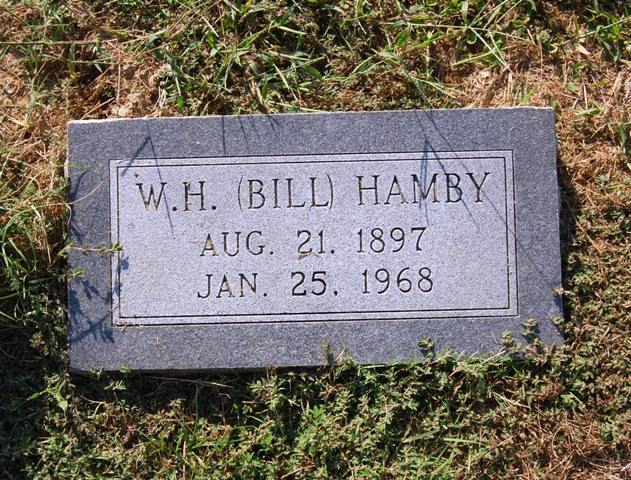 W.H. (BILL) HAMBY
AUG. 21. 1897
JAN. 25. 1968